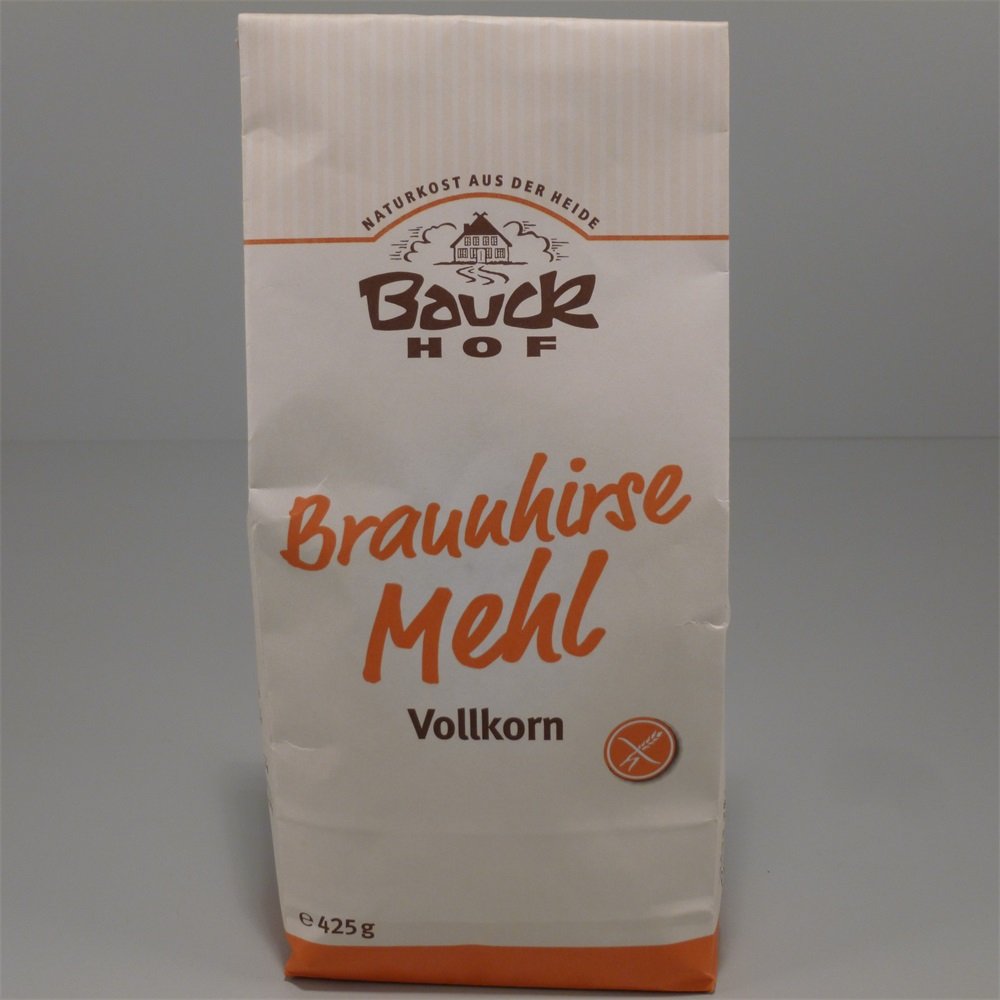 NATURKOST AUS DER HEIDE
Bauck
HOF
Braunhirse
Mehl
Vollkorn
℮ 425 g